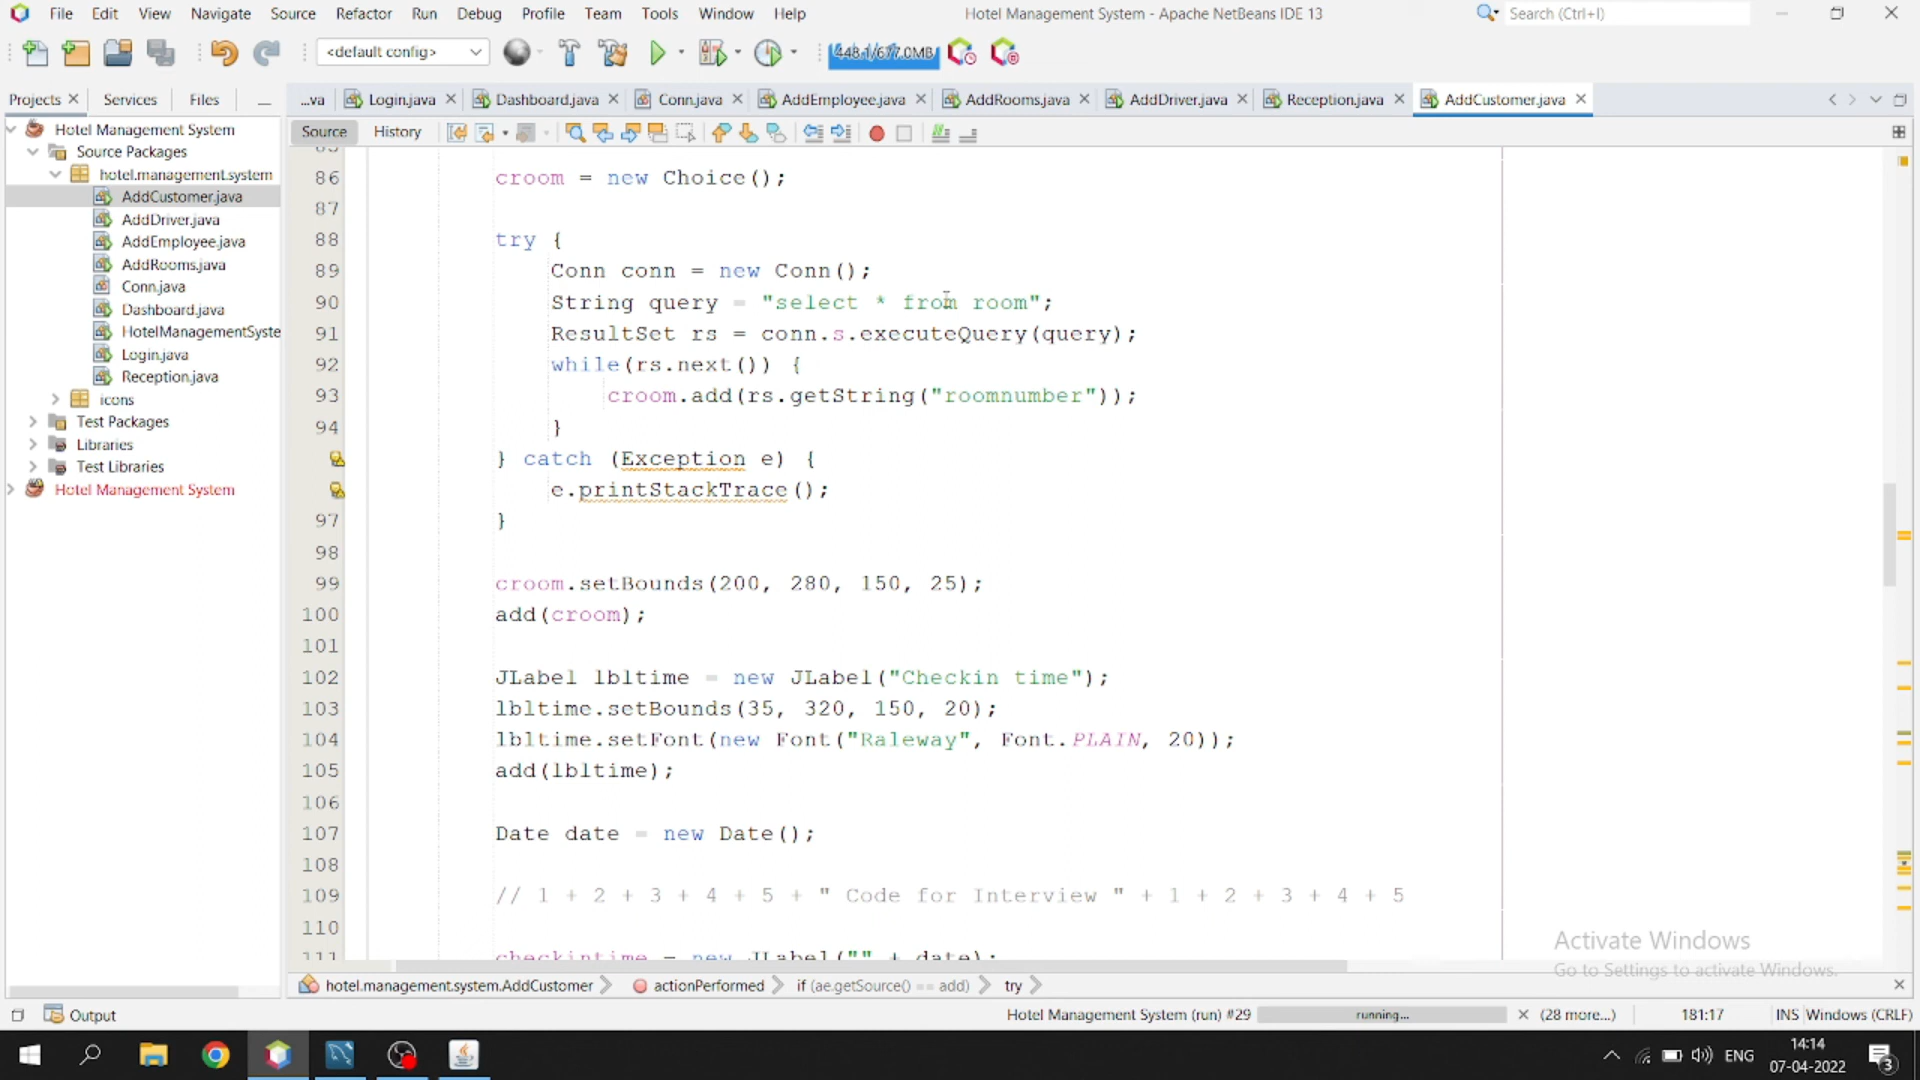 File Edit View Navigate Source Refactor Run Debug Profile Team Tools Window Help
Hotel Management System - Apache NetBeans IDE 13
Search (Ctrl+I)
<default config>
448.1/677.0MB
Projects Services Files
...va Login.java Dashboard.java Conn.java AddEmployee.java AddRooms.java AddDriver.java Reception.java AddCustomer.java
Source History
Hotel Management System
Source Packages
hotel.management.system
AddCustomer.java
AddDriver.java
AddEmployee.java
AddRooms.java
Conn.java
Dashboard.java
HotelManagementSyste
Login.java
Reception.java
icons
Test Packages
Libraries
Test Libraries
Hotel Management System
85
86 croom = new Choice();
87
88 try {
89 Conn conn = new Conn();
90 String query = "select * from room";
91 ResultSet rs = conn.s.executeQuery(query);
92 while(rs.next()) {
93 croom.add(rs.getString("roomnumber"));
94 }
} catch (Exception e) {
e.printStackTrace();
97 }
98
99 croom.setBounds(200, 280, 150, 25);
100 add(croom);
101
102 JLabel lbltime = new JLabel("Checkin time");
103 lbltime.setBounds(35, 320, 150, 20);
104 lbltime.setFont(new Font("Raleway", Font.PLAIN, 20));
105 add(lbltime);
106
107 Date date = new Date();
108
109 // 1 + 2 + 3 + 4 + 5 + " Code for Interview " + 1 + 2 + 3 + 4 + 5
110
111 checkintime = new JLabel("" + date);
Activate Windows
Go to Settings to activate Windows.
hotel.management.system.AddCustomer actionPerformed if (ae.getSource() == add) try
Output
Hotel Management System (run) #29 running... (28 more...) 181:17 INS Windows (CRLF)
ENG
14:14
07-04-2022
3